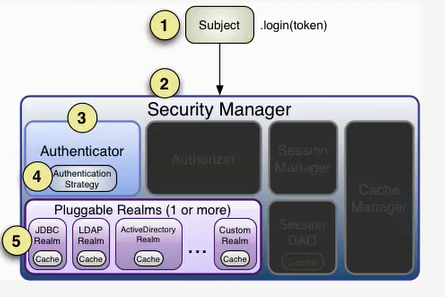 1
Subject
.login(token)
2
Security Manager
3
Authenticator
4
Authentication
Strategy
Authorizer
Session
Manager
Cache
Manager
Session
DAO
Cache
Pluggable Realms (1 or more)
5
JDBC
Realm
Cache
LDAP
Realm
Cache
ActiveDirectory
Realm
Cache
...
Custom
Realm
Cache